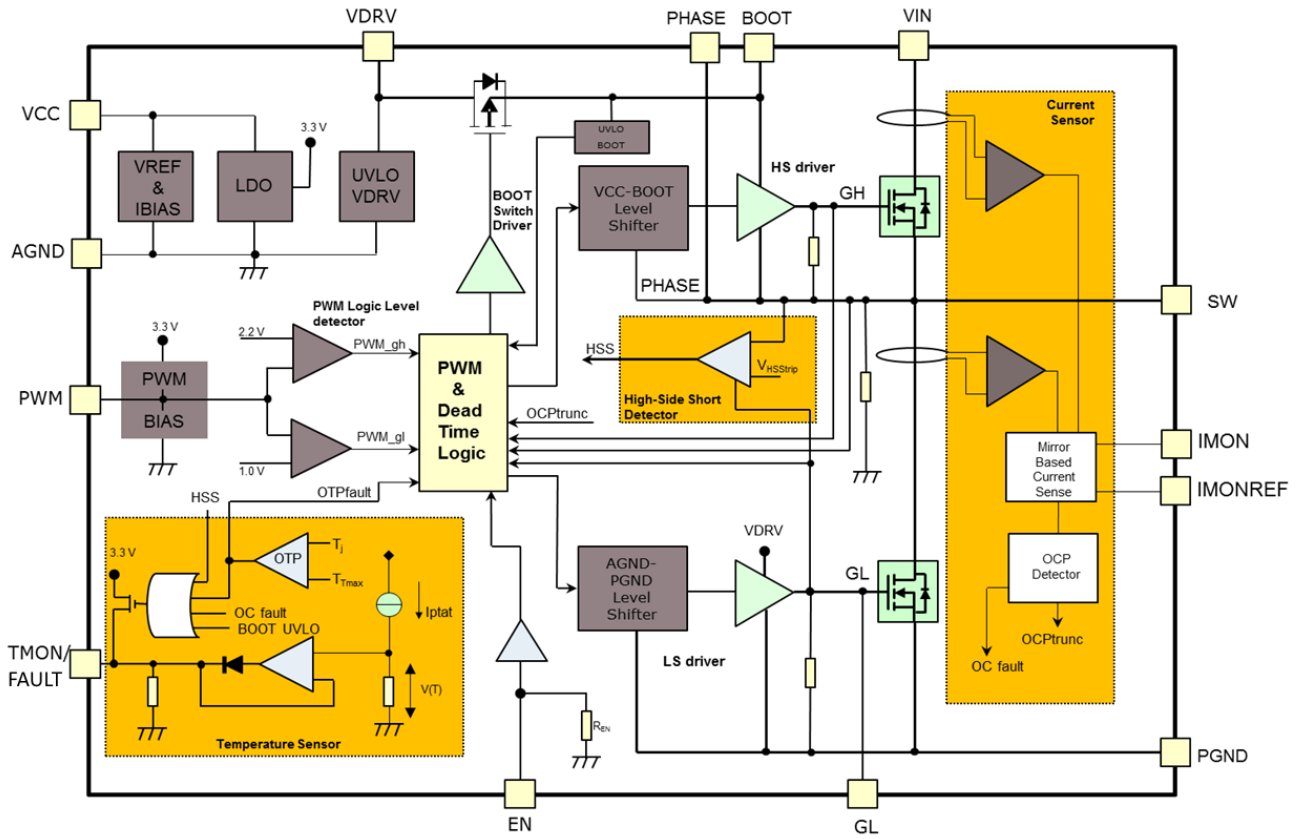 VDRV
PHASE
BOOT
VIN
VCC
3.3 V
VREF
&
IBIAS
LDO
UVLO
VDRV
UVLO
BOOT
Current
Sensor
HS driver
BOOT
Switch
Driver
VCC-BOOT
Level
Shifter
GH
AGND
PHASE
SW
PWM Logic Level
detector
3.3 V
2.2 V
PWM_gh
HSS
VHSStrip
High-Side Short
Detector
PWM
PWM
BIAS
PWM
&
Dead
Time
Logic
OCPtrunc
PWM_gl
1.0 V
IMON
Mirror
Based
Current
Sense
IMONREF
OTPfault
HSS
3.3 V
OTP
Tj
TTmax
Iptat
OC fault
BOOT UVLO
VDRV
AGND-
PGND
Level
Shifter
GL
OCP
Detector
OCPtrunc
OC fault
LS driver
TMON/
FAULT
V(T)
REN
Temperature Sensor
PGND
EN
GL